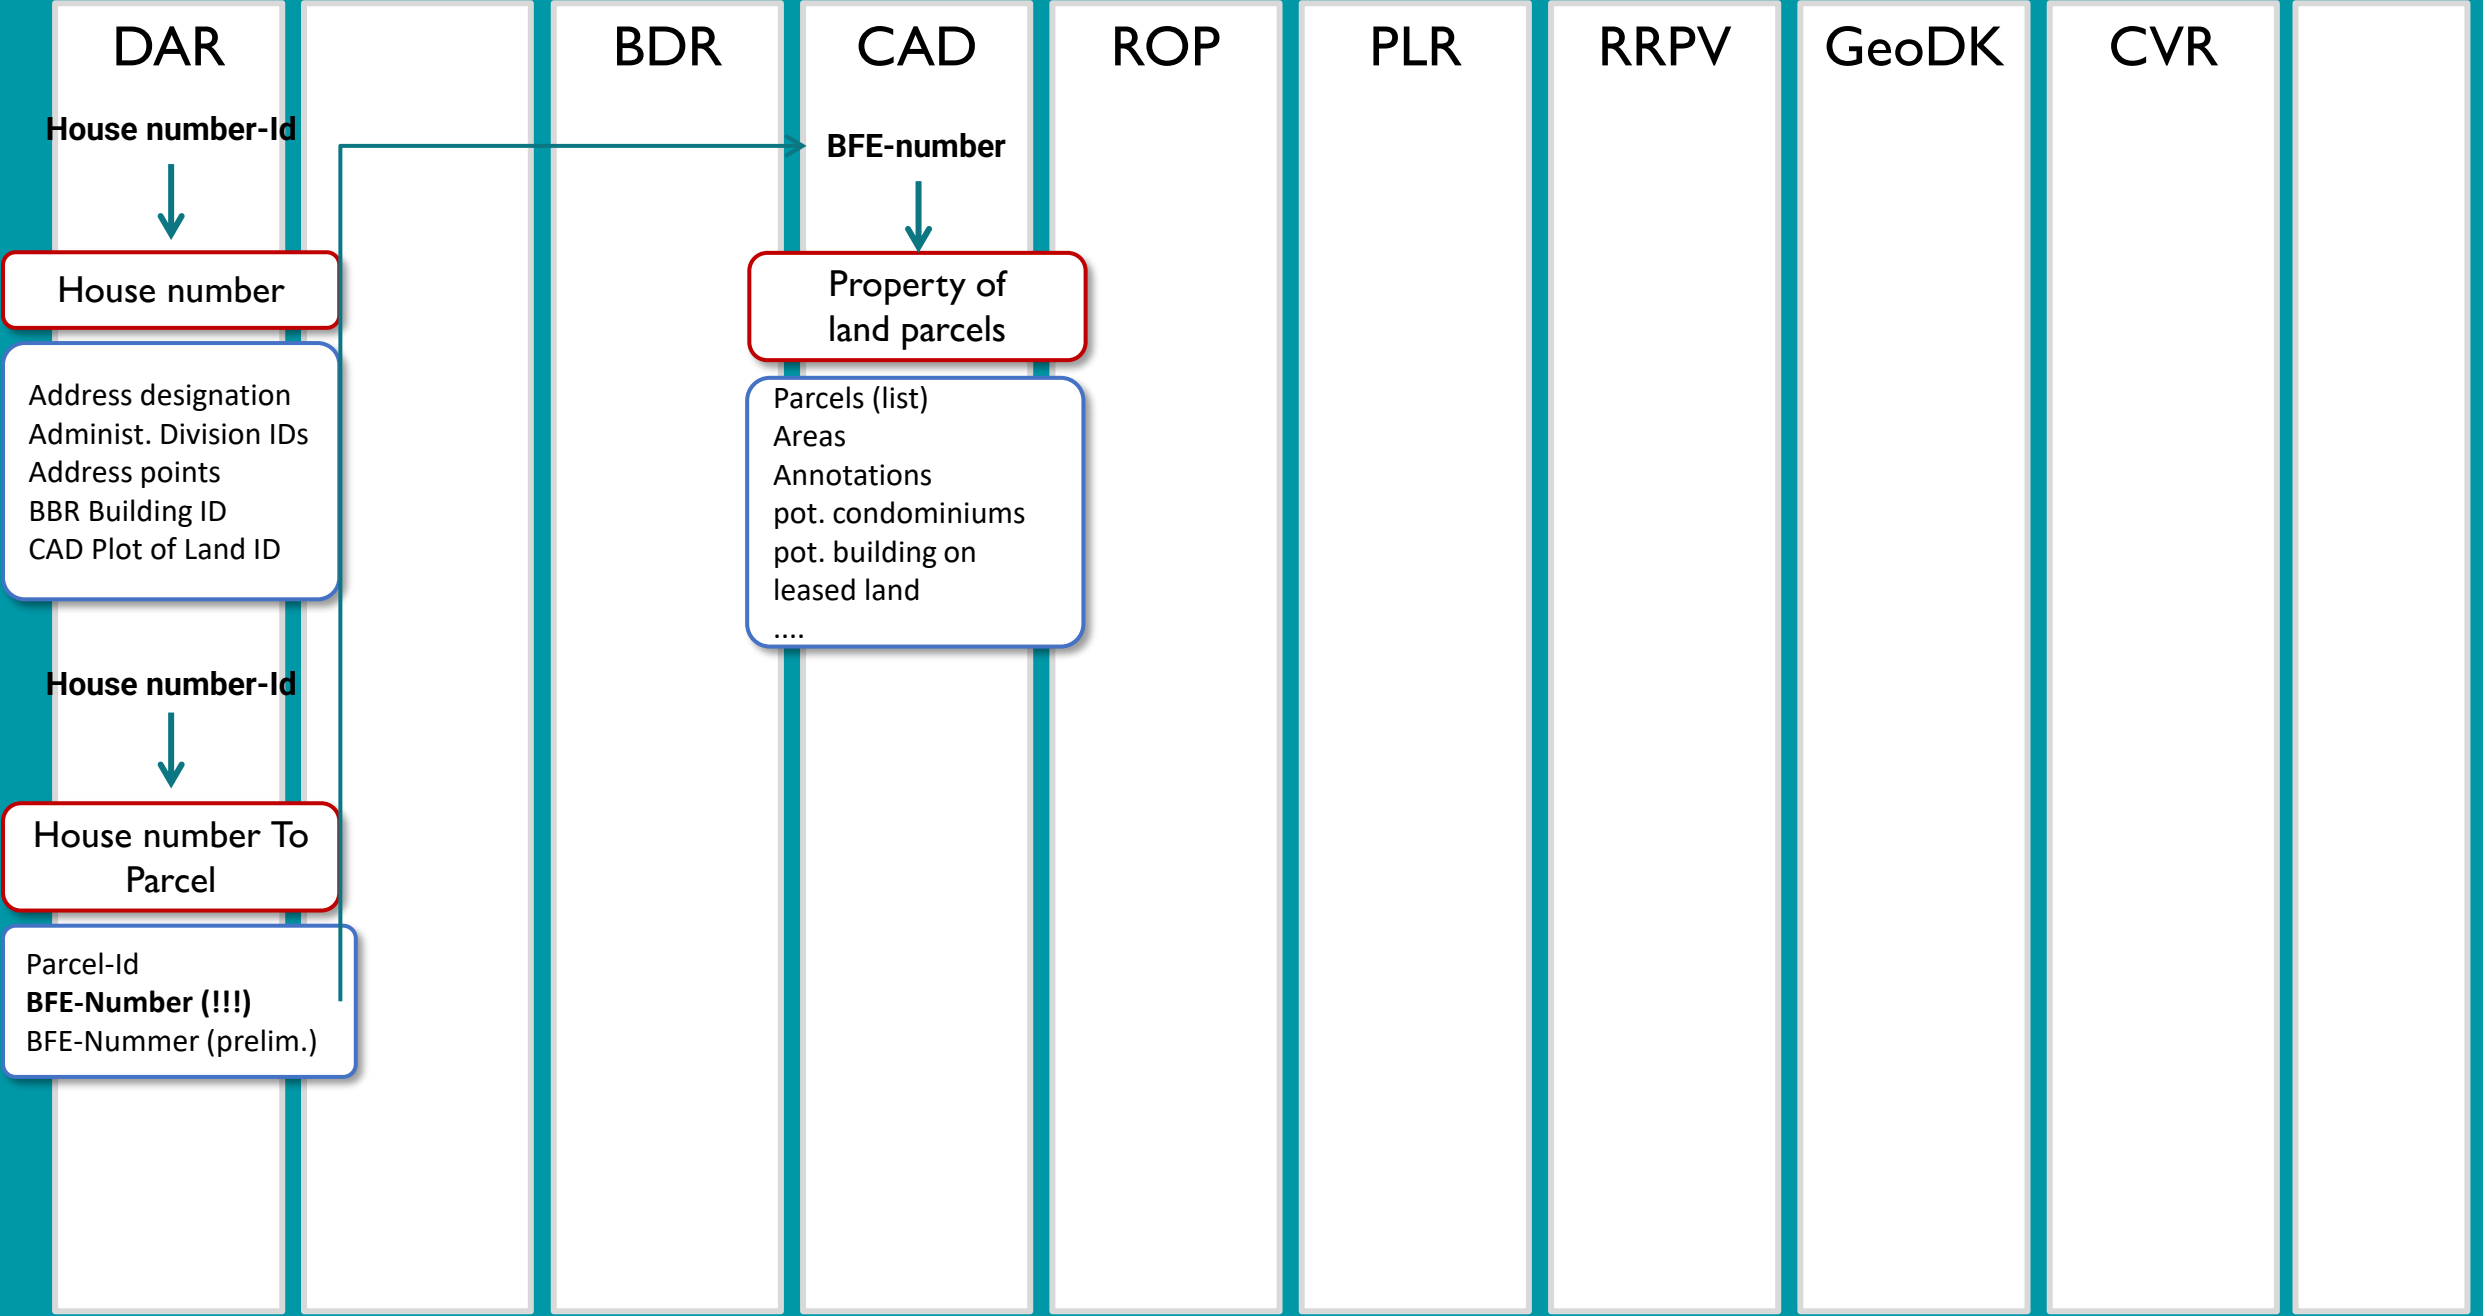 DAR
BDR
CAD
ROP
PLR
RRPV
GeoDK
CVR
House number-Id
House number
Address designation
Administ. Division IDs
Address points
BBR Building ID
CAD Plot of Land ID
House number-Id
House number To
Parcel
Parcel-Id
BFE-Number (!!!)
BFE-Nummer (prelim.)
BFE-number
Property of
land parcels
Parcels (list)
Areas
Annotations
pot. condominiums
pot. building on
leased land
....